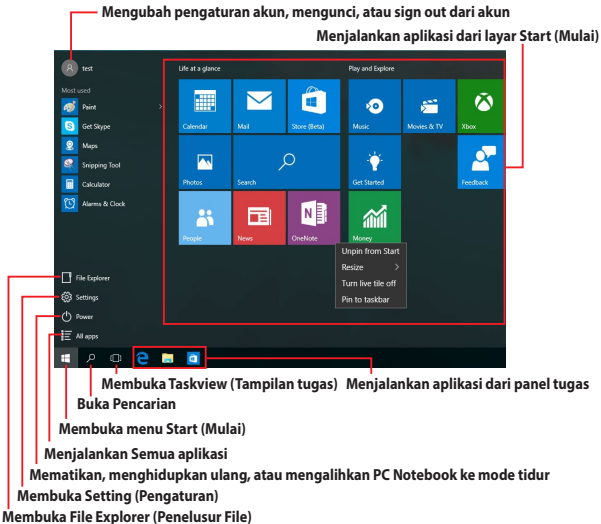 Mengubah pengaturan akun, mengunci, atau sign out dari akun
Menjalankan aplikasi dari layar Start (Mulai)
test
Life at a glance
Play and Explore
Most used
Paint
Get Skype
Maps
Snipping Tool
Calculator
Alarms & Clock
Calendar
Mail
Store (Beta)
Music
Movies & TV
Xbox
Photos
Search
Get Started
Feedback
People
News
OneNote
Money
Unpin from Start
Resize
Turn live tile off
Pin to taskbar
File Explorer
Settings
Power
All apps
Membuka Taskview (Tampilan tugas)
Menjalankan aplikasi dari panel tugas
Buka Pencarian
Membuka menu Start (Mulai)
Menjalankan Semua aplikasi
Mematikan, menghidupkan ulang, atau mengalihkan PC Notebook ke mode tidur
Membuka Setting (Pengaturan)
Membuka File Explorer (Penelusur File)